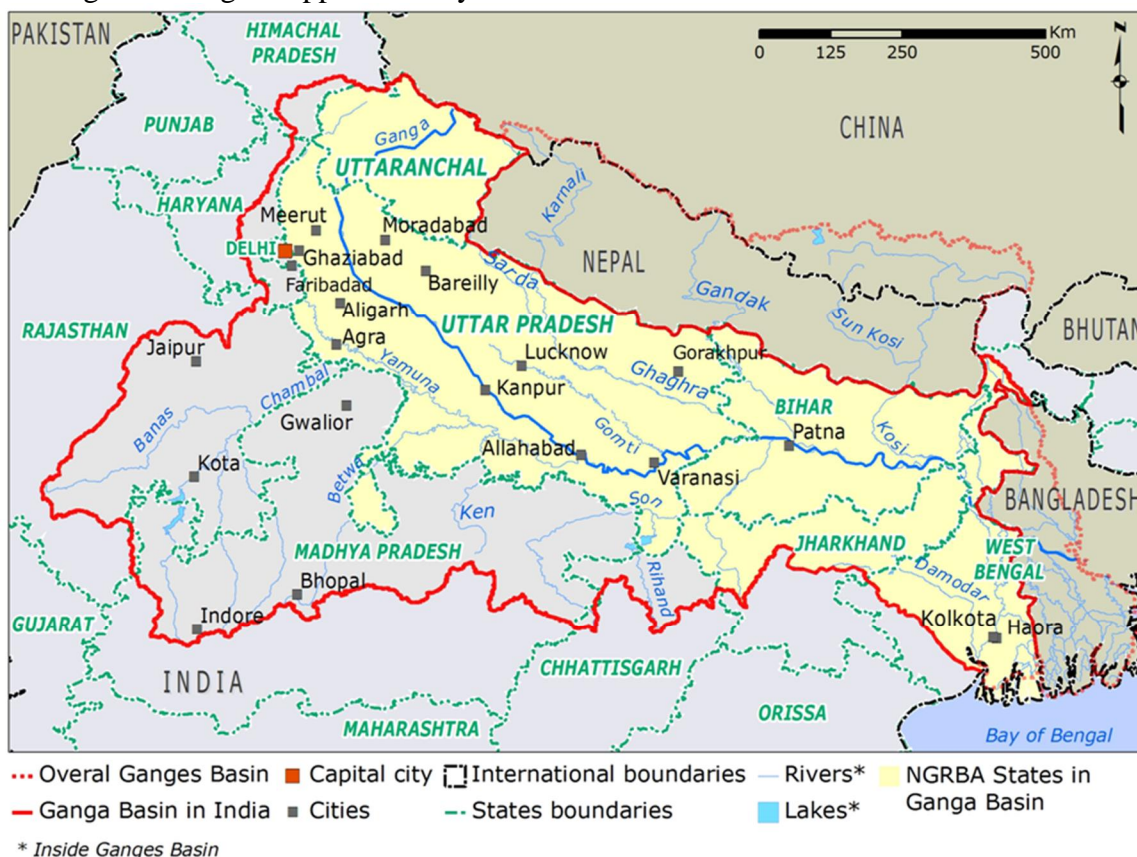 PAKISTAN
HIMACHAL
PRADESH
Km
0 125 250 500
N
PUNJAB
CHINA
Ganga
UTTARANCHAL
HARYANA
Karnali
Meerut
Moradabad
DELHI
Ghaziabad
NEPAL
Sarda
Faribadad
Bareilly
Gandak
Aligarh
BHUTAN
RAJASTHAN
UTTAR PRADESH
Sun Kosi
Agra
Jaipur
Lucknow
Gorakhpur
Yamuna
Ghaghra
Chambal
Kanpur
Banas
Gwalior
BIHAR
Patna
Gomti
Kosi
Allahabad
Kota
Varanasi
Betwa
BANGLADESH
Son
Ken
MADHYA PRADESH
JHARKHAND
WEST
BENGAL
Bhopal
Rihand
Damodar
Indore
Kolkota
Haora
GUJARAT
CHHATTISGARH
INDIA
ORISSA
MAHARASHTRA
Bay of Bengal
Overal Ganges Basin
Capital city
International boundaries
Rivers*
NGRBA States in
Ganga Basin
Ganga Basin in India
Cities
States boundaries
Lakes*
* Inside Ganges Basin